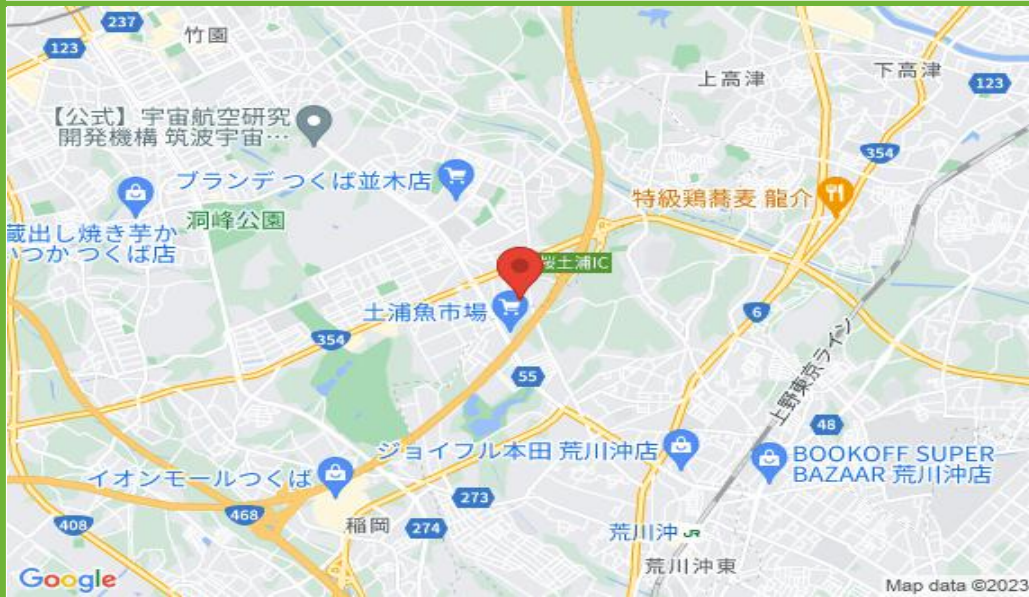 237
竹園
123
上高津
下高津
123
【公式】宇宙航空研究
開発機構 筑波宇宙…
354
ブランデ つくば並木店
特級鶏蕎麦 龍介
洞峰公園
蔵出し焼き芋か
いつか つくば店
桜土浦IC
土浦魚市場
6
354
上野東京ライン
55
48
ジョイフル本田 荒川沖店
BOOKOFF SUPER
BAZAAR 荒川沖店
イオンモールつくば
273
468
408
稲岡
274
荒川沖 JR
荒川沖東
Google
Map data ©2023